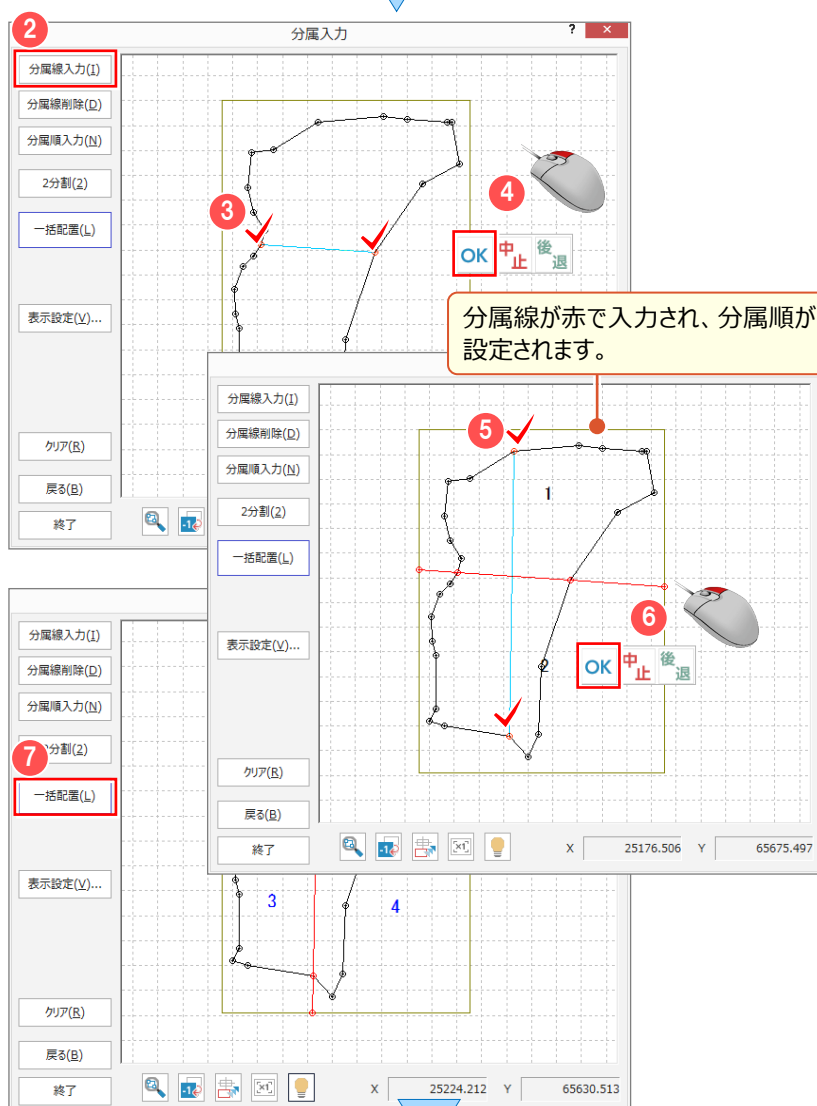 2
分属入力
? ×
分属線入力(I)
分属線削除(D)
分属順入力(N)
2分割(2)
一括配置(L)
表示設定(V)...
クリア(R)
戻る(B)
終了
3
4
OK 中止 後退
分属線が赤で入力され、分属順が
設定されます。
分属線入力(I)
分属線削除(D)
分属順入力(N)
2分割(2)
一括配置(L)
表示設定(V)...
クリア(R)
戻る(B)
終了
5
1
2
6
OK 中止 後退
X 25176.506 Y 65675.497
分属線入力(I)
分属線削除(D)
分属順入力(N)
分割(2)
7
一括配置(L)
表示設定(V)...
クリア(R)
戻る(B)
終了
3
4
X 25224.212 Y 65630.513